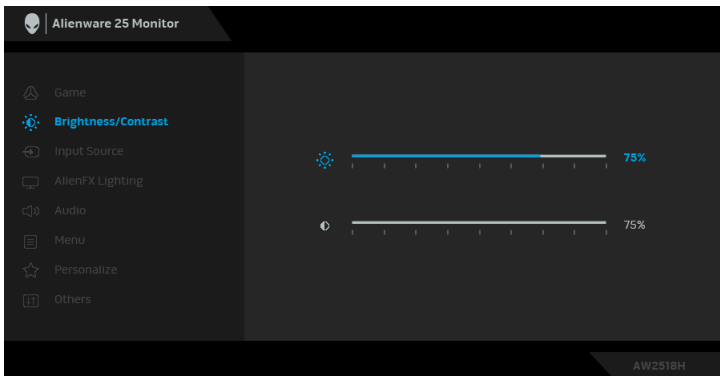 Alienware 25 Monitor
Game
Brightness/Contrast
Input Source
AlienFX Lighting
Audio
Menu
Personalize
Others
75%
75%
AW2518H